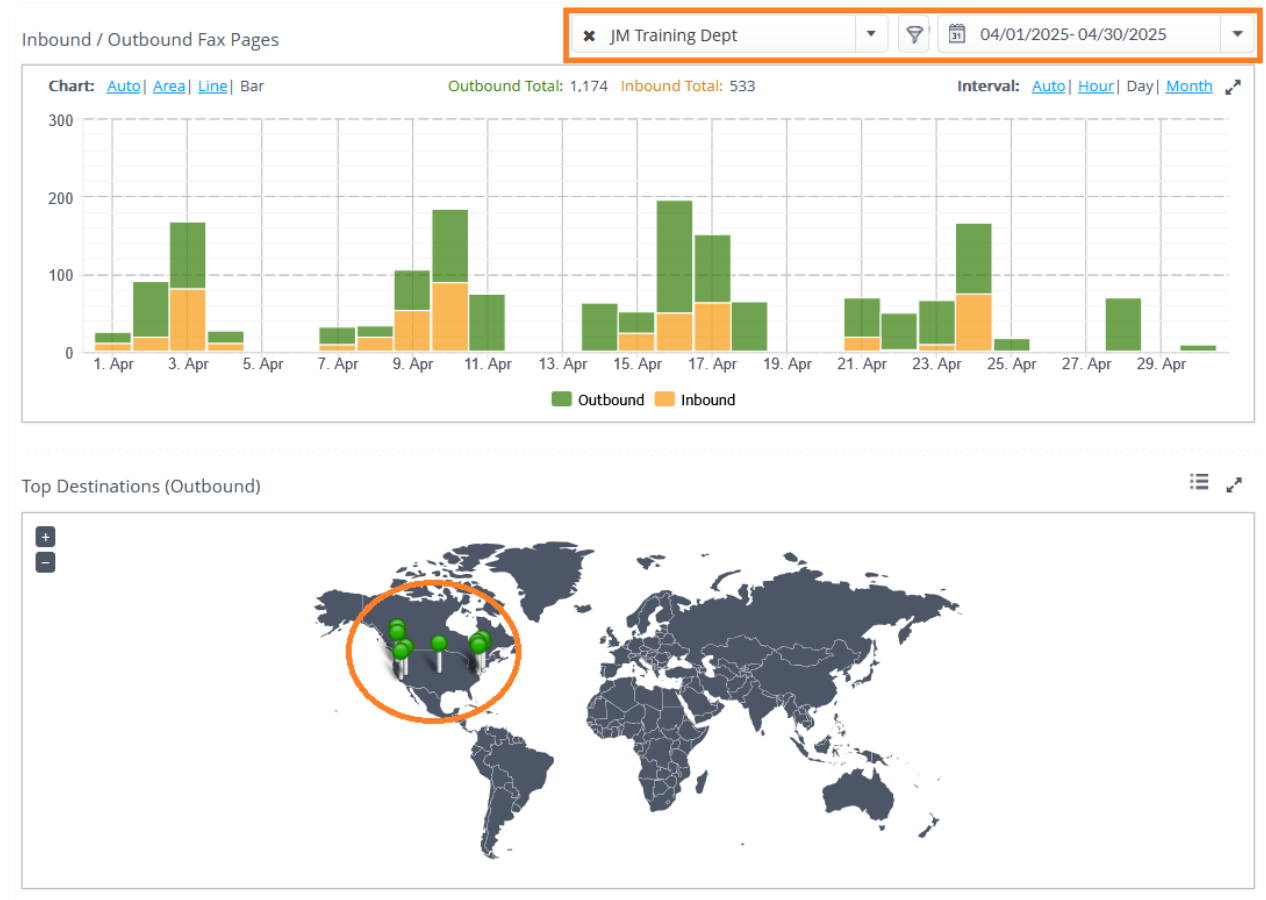 Inbound / Outbound Fax Pages
✖ JM Training Dept
31 04/01/2025- 04/30/2025
Chart: Auto| Area| Line| Bar
Outbound Total: 1,174 Inbound Total: 533
Interval: Auto| Hour| Day| Month
300
200
100
0
1. Apr 3. Apr 5. Apr 7. Apr 9. Apr 11. Apr 13. Apr 15. Apr 17. Apr 19. Apr 21. Apr 23. Apr 25. Apr 27. Apr 29. Apr
Outbound Inbound
Top Destinations (Outbound)
+
−